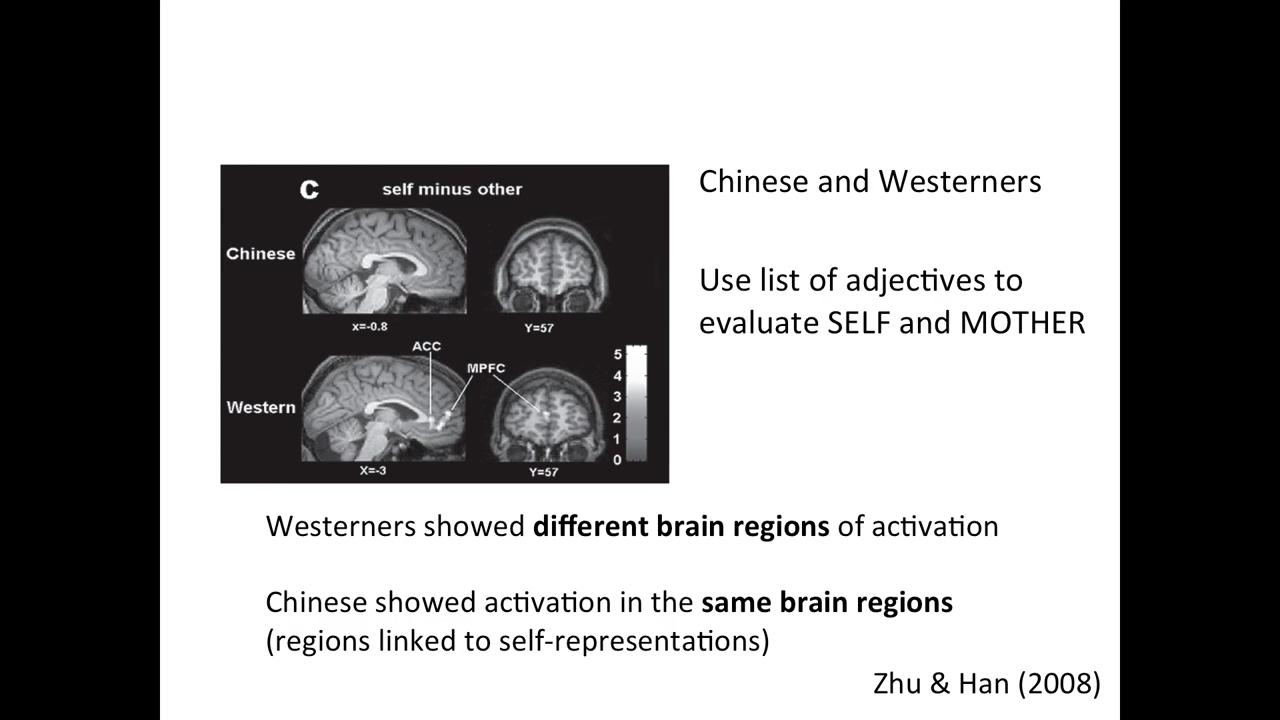 C self minus other
Chinese
x=-0.8 Y=57
ACC
MPFC
Western
5
4
3
2
1
0
X=-3 Y=57
Chinese and Westerners
Use list of adjectives to
evaluate SELF and MOTHER
Westerners showed different brain regions of activation
Chinese showed activation in the same brain regions
(regions linked to self-representations)
Zhu & Han (2008)